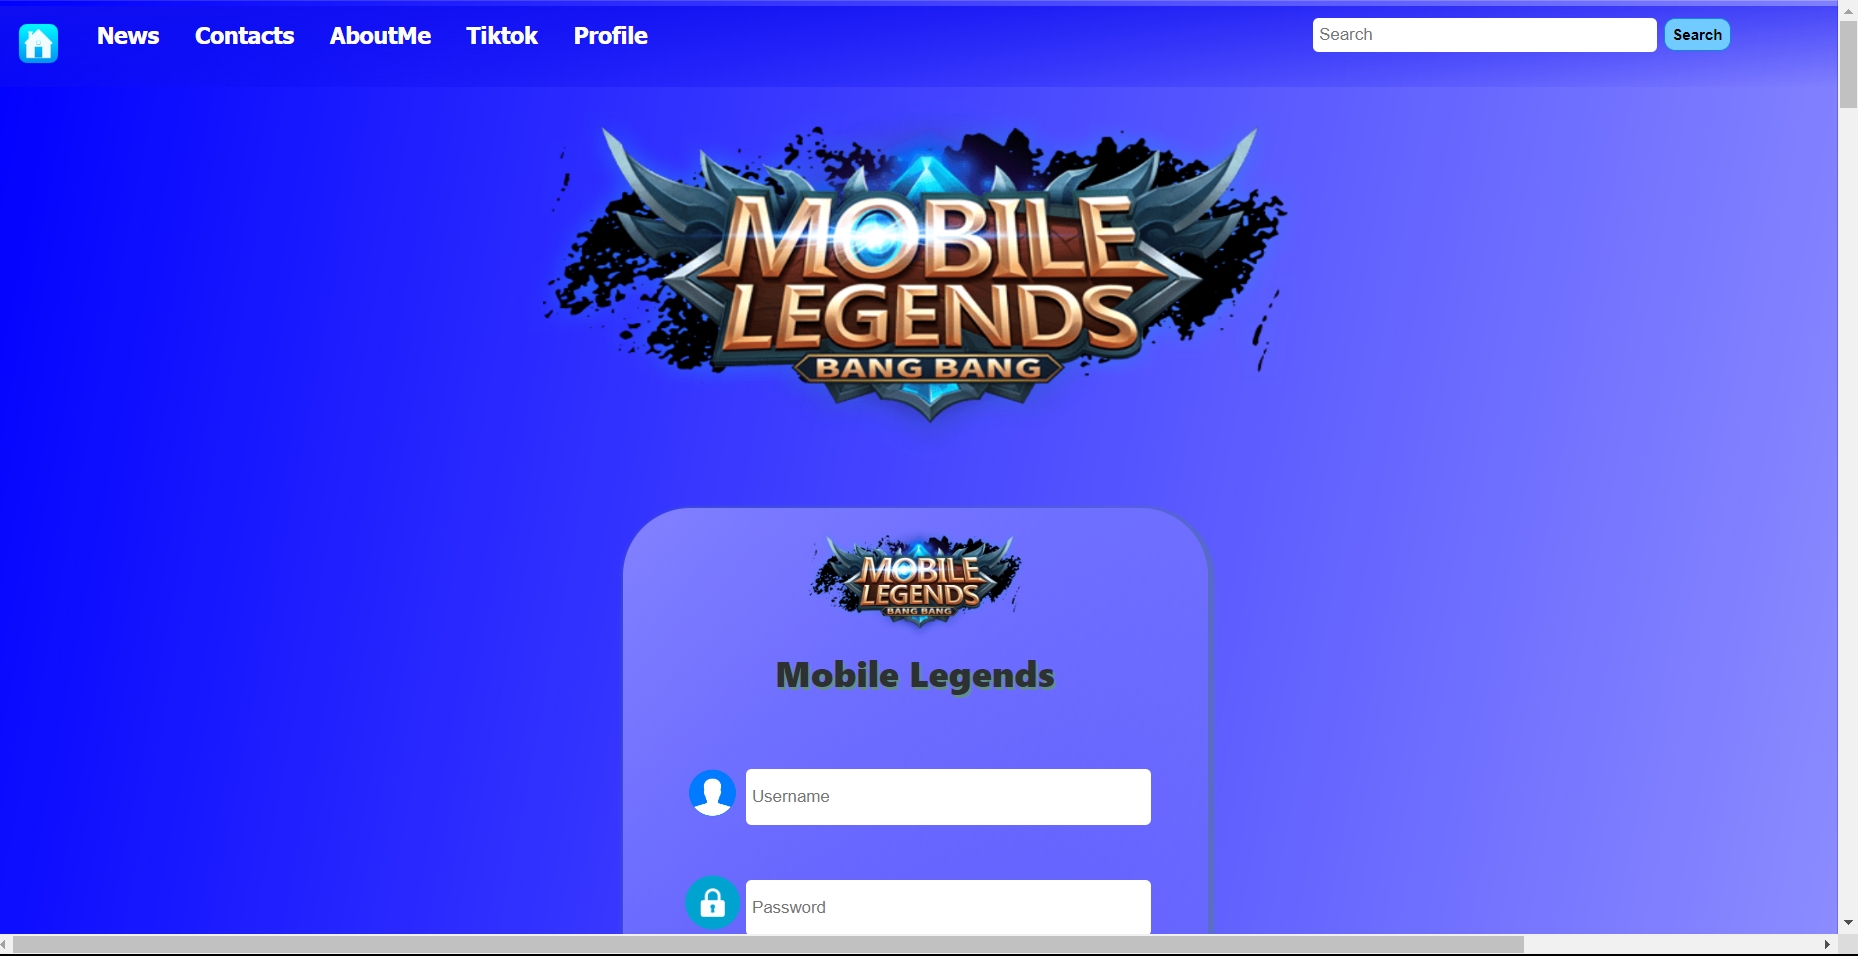 News Contacts AboutMe Tiktok Profile Search Search
MOBILE
LEGENDS
BANG BANG
MOBILE
LEGENDS
BANG BANG
Mobile Legends
Username
Password